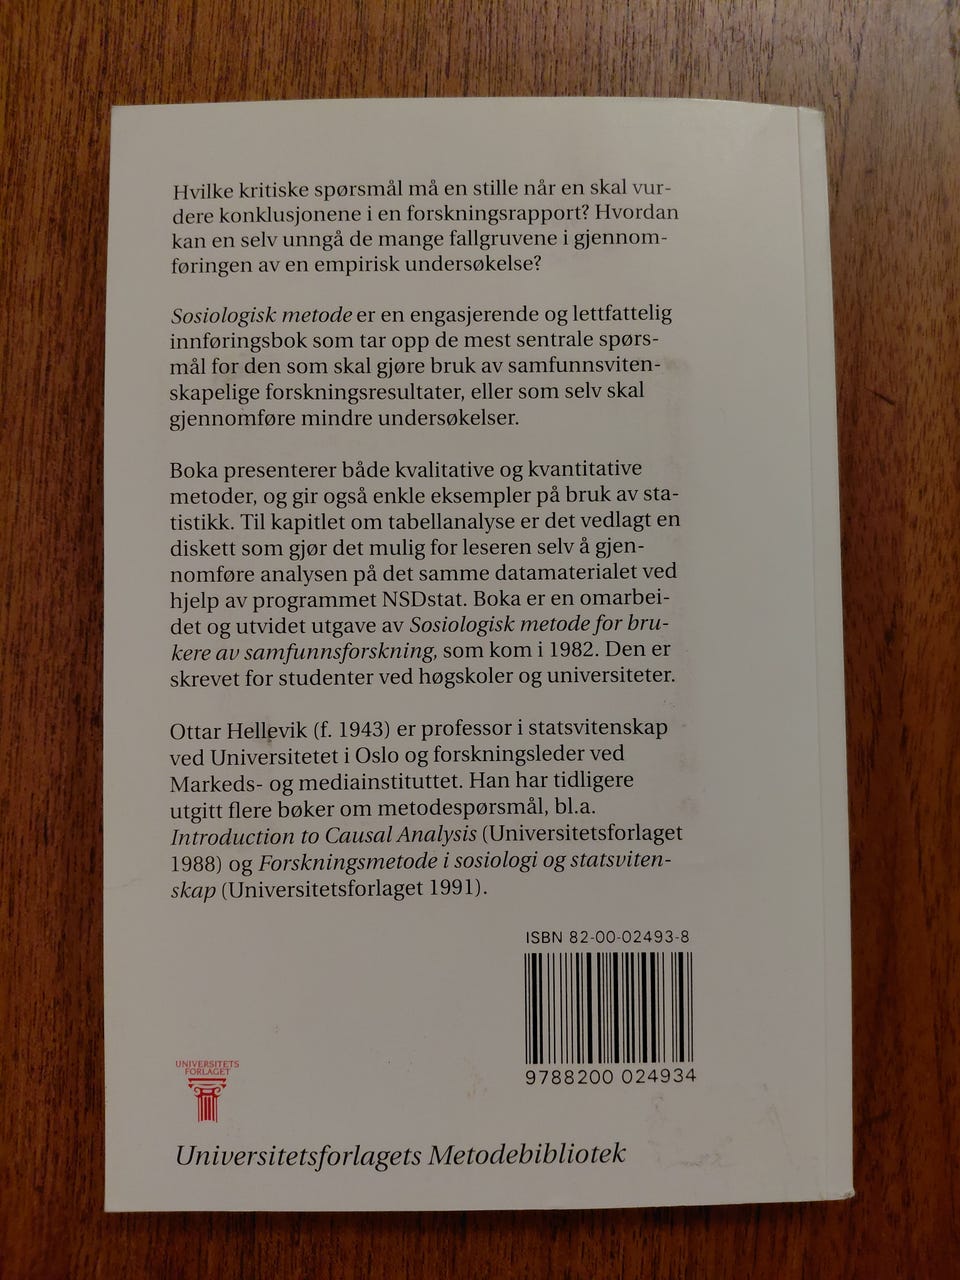 Hvilke kritiske spørsmål må en stille når en skal vur-
dere konklusjonene i en forskningsrapport? Hvordan
kan en selv unngå de mange fallgruvene i gjennom-
føringen av en empirisk undersøkelse?
Sosiologisk metode er en engasjerende og lettfattelig
innføringsbok som tar opp de mest sentrale spørs-
mål for den som skal gjøre bruk av samfunnsviten-
skapelige forskningsresultater, eller som selv skal
gjennomføre mindre undersøkelser.
Boka presenterer både kvalitative og kvantitative
metoder, og gir også enkle eksempler på bruk av sta-
tistikk. Til kapitlet om tabellanalyse er det vedlagt en
diskett som gjør det mulig for leseren selv å gjen-
nomføre analysen på det samme datamaterialet ved
hjelp av programmet NSDstat. Boka er en omarbei-
det og utvidet utgave av Sosiologisk metode for bru-
kere av samfunnsforskning, som kom i 1982. Den er
skrevet for studenter ved høgskoler og universiteter.
Ottar Hellevik (f. 1943) er professor i statsvitenskap
ved Universitetet i Oslo og forskningsleder ved
Markeds- og mediainstituttet. Han har tidligere
utgitt flere bøker om metodespørsmål, bl.a.
Introduction to Causal Analysis (Universitetsforlaget
1988) og Forskningsmetode i sosiologi og statsviten-
skap (Universitetsforlaget 1991).
ISBN 82-00-02493-8
9788200 024934
UNIVERSITETS
FORLAGET
Universitetsforlagets Metodebibliotek